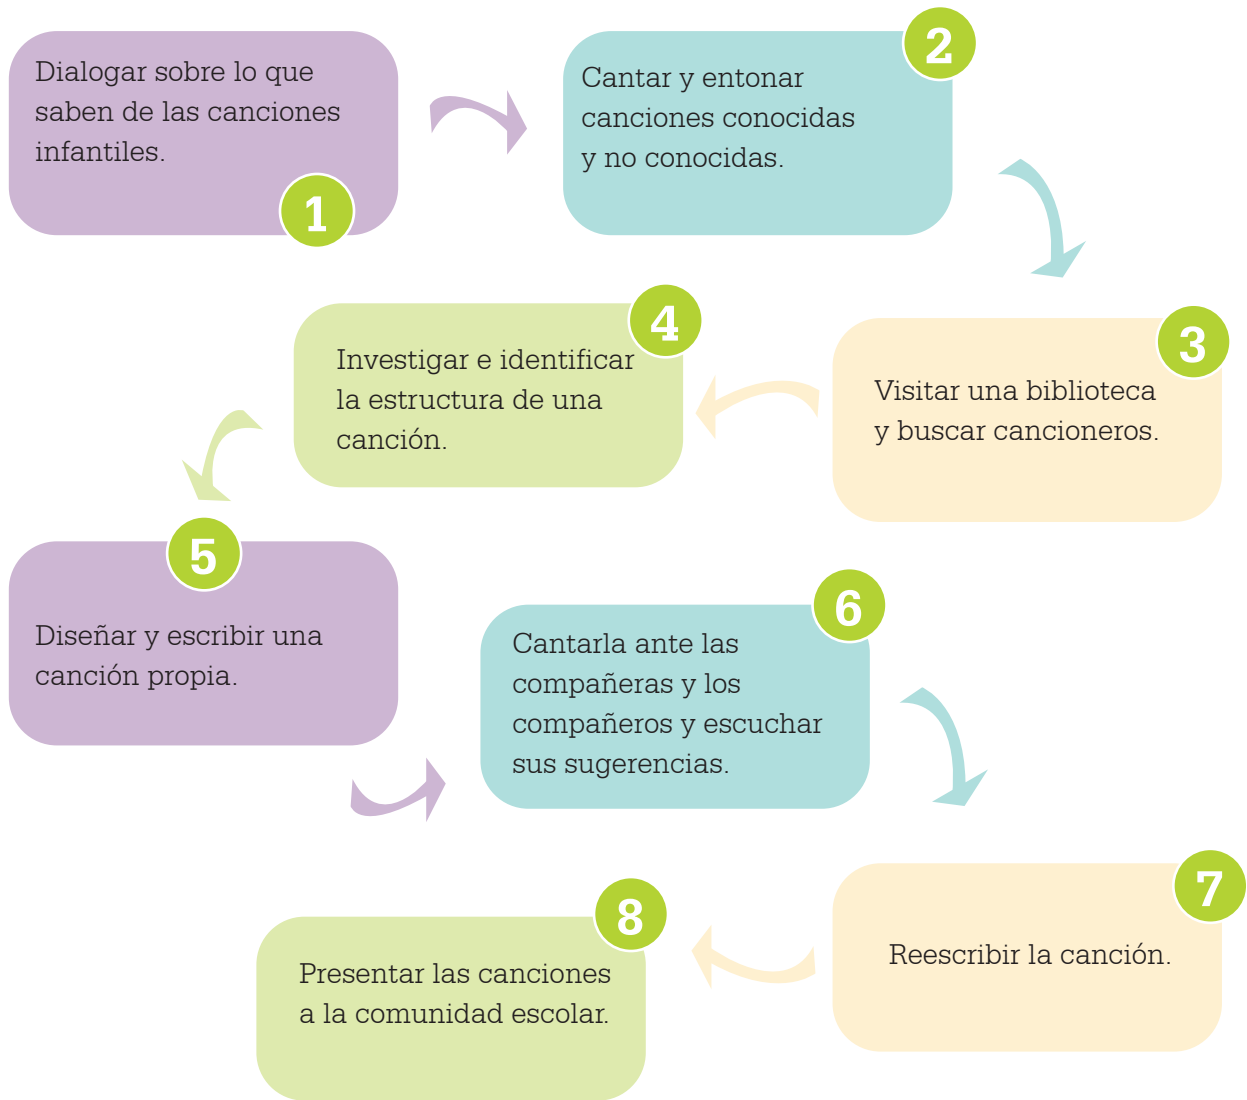 Dialogar sobre lo que
saben de las canciones
infantiles.
1
2
Cantar y entonar
canciones conocidas
y no conocidas.
3
Visitar una biblioteca
y buscar cancioneros.
4
Investigar e identificar
la estructura de una
canción.
5
Diseñar y escribir una
canción propia.
6
Cantarla ante las
compañeras y los
compañeros y escuchar
sus sugerencias.
7
Reescribir la canción.
8
Presentar las canciones
a la comunidad escolar.